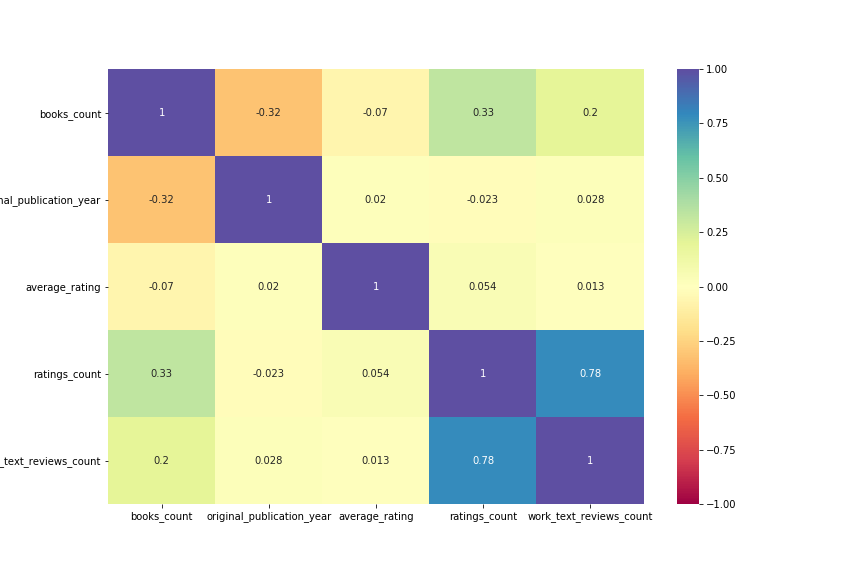 books_count 1 -0.32 -0.07 0.33 0.2
nal_publication_year -0.32 1 0.02 -0.023 0.028
average_rating -0.07 0.02 1 0.054 0.013
ratings_count 0.33 -0.023 0.054 1 0.78
_text_reviews_count 0.2 0.028 0.013 0.78 1
books_count original_publication_year average_rating ratings_count work_text_reviews_count
1.00
0.75
0.50
0.25
0.00
−0.25
−0.50
−0.75
−1.00